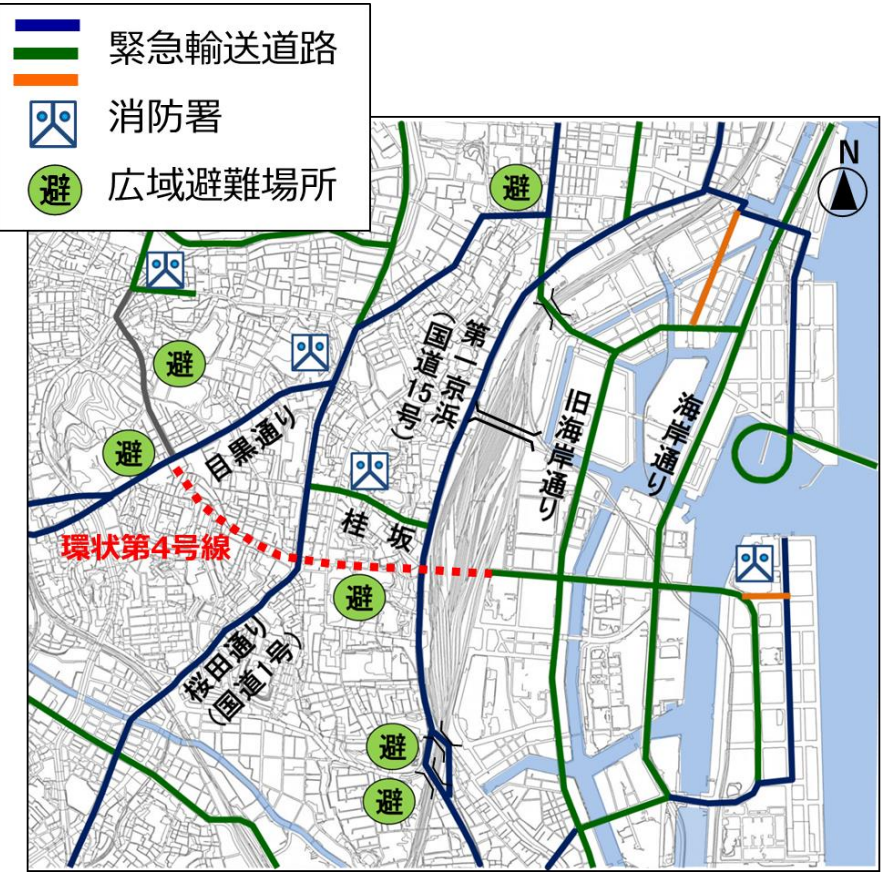 緊急輸送道路
消防署
避 広域避難場所
N
避
第一京浜
(国道15号)
避
目黒通り
旧海岸通り
海岸通り
避
桂坂
環状第4号線
避
桜田通り
(国道1号)
避
避